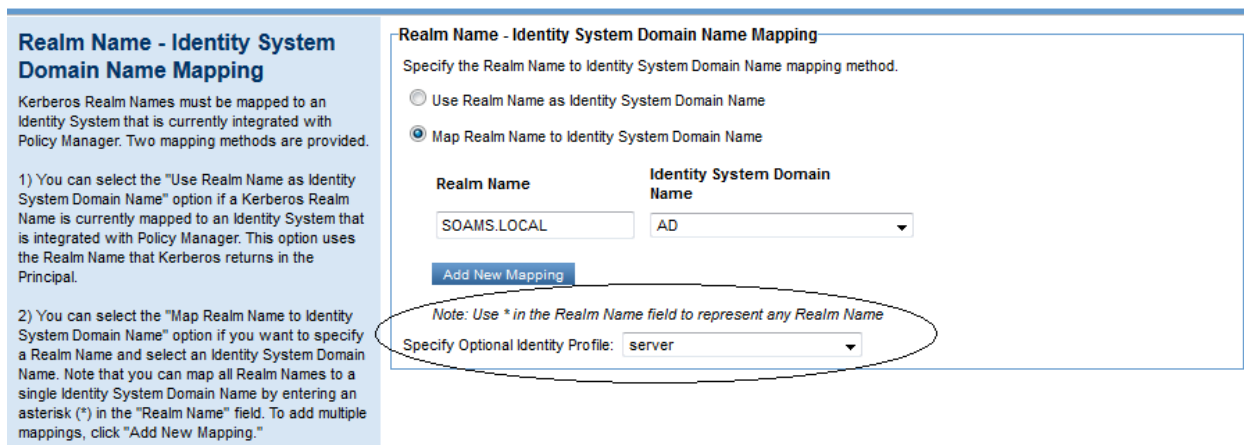 Realm Name - Identity System
Domain Name Mapping
Kerberos Realm Names must be mapped to an
Identity System that is currently integrated with
Policy Manager. Two mapping methods are provided.
1) You can select the "Use Realm Name as Identity
System Domain Name" option if a Kerberos Realm
Name is currently mapped to an Identity System that
is integrated with Policy Manager. This option uses
the Realm Name that Kerberos returns in the
Principal.
2) You can select the "Map Realm Name to Identity
System Domain Name" option if you want to specify
a Realm Name and select an Identity System Domain
Name. Note that you can map all Realm Names to a
single Identity System Domain Name by entering an
asterisk (*) in the "Realm Name" field. To add multiple
mappings, click "Add New Mapping."
Realm Name - Identity System Domain Name Mapping
Specify the Realm Name to Identity System Domain Name mapping method.
Use Realm Name as Identity System Domain Name
Map Realm Name to Identity System Domain Name
Realm Name
Identity System Domain
Name
SOAMS.LOCAL
AD
Add New Mapping
Note: Use * in the Realm Name field to represent any Realm Name
Specify Optional Identity Profile: server